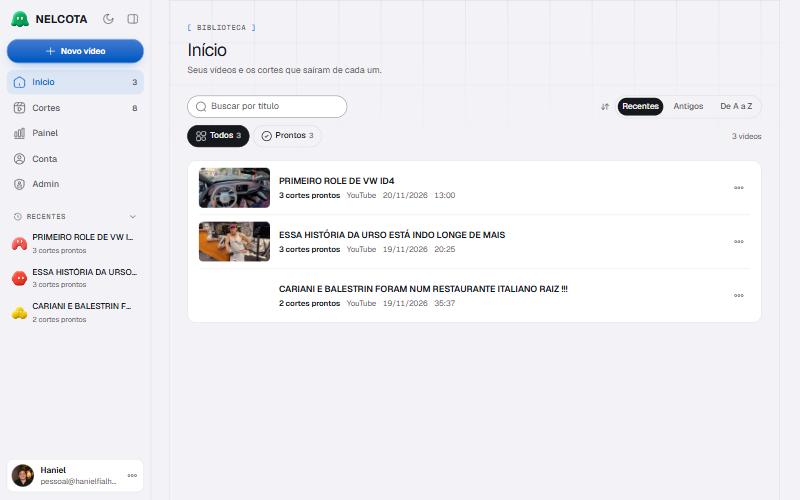 NELCOTA
Novo vídeo
Início 3
Cortes 8
Painel
Conta
Admin
RECENTES
PRIMEIRO ROLE DE VW I...
3 cortes prontos
ESSA HISTÓRIA DA URSO...
3 cortes prontos
CARIANI E BALESTRIN F...
2 cortes prontos
Haniel
pessoal@hanielfialh...
[ BIBLIOTECA ]
Início
Seus vídeos e os cortes que saíram de cada um.
Buscar por título
Recentes Antigos De A a Z
Todos 3 Prontos 3
3 vídeos
PRIMEIRO ROLE DE VW ID4
3 cortes prontos YouTube 20/11/2026 13:00
ESSA HISTÓRIA DA URSO ESTÁ INDO LONGE DE MAIS
3 cortes prontos YouTube 19/11/2026 20:25
CARIANI E BALESTRIN FORAM NUM RESTAURANTE ITALIANO RAIZ !!!
2 cortes prontos YouTube 19/11/2026 35:37